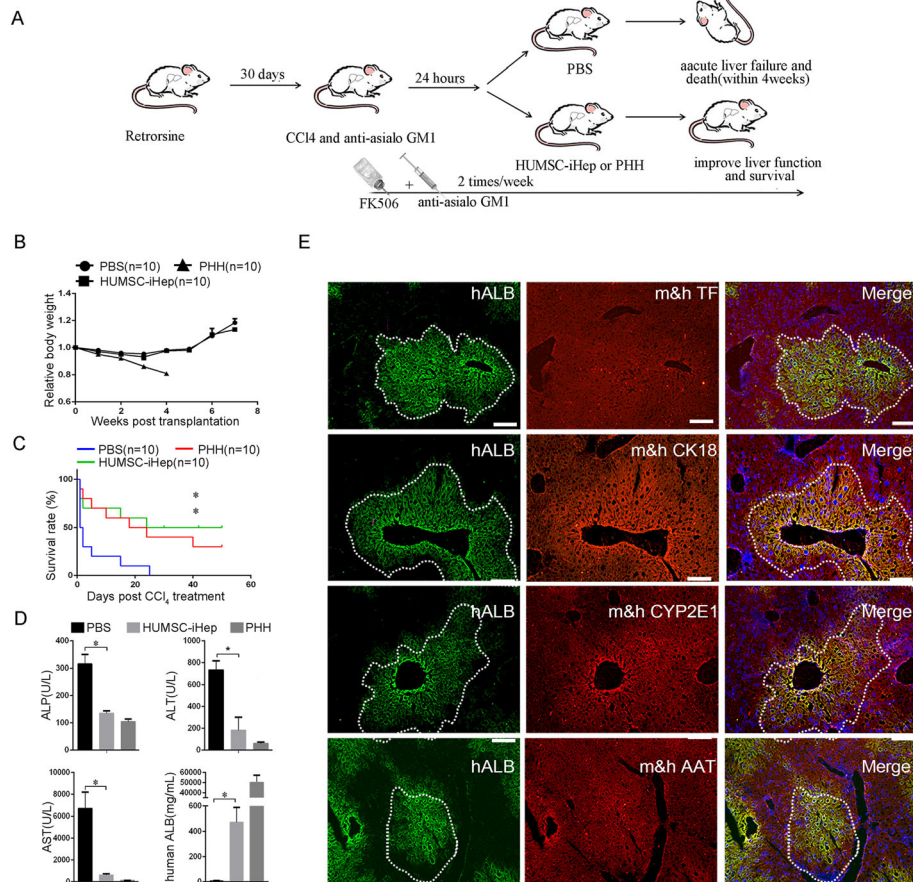 A
Retrorsine
30 days
CCl4 and anti-asialo GM1
24 hours
PBS
aacute liver failure and
death(within 4weeks)
HUMSC-iHep or PHH
improve liver function
and survival
FK506
+
anti-asialo GM1
2 times/week
B
PBS(n=10)
PHH(n=10)
HUMSC-iHep(n=10)
Relative body weight
1.4
1.2
1.0
0.8
0.6
0 2 4 6 8
Weeks post transplantation
C
PBS(n=10)
PHH(n=10)
HUMSC-iHep(n=10)
Survival rate (%)
100
50
0
0 20 40 60
*
*
Days post CCl4 treatment
D
PBS
HUMSC-iHep
PHH
ALP(U/L)
400
300
200
100
0
*
ALT(U/L)
1000
800
600
400
200
0
*
AST(U/L)
10000
8000
6000
4000
2000
0
*
human ALB(mg/mL)
60000
50000
40000
30000
600
400
200
0
*
E
hALB
m&h TF
Merge
hALB
m&h CK18
Merge
hALB
m&h CYP2E1
Merge
hALB
m&h AAT
Merge